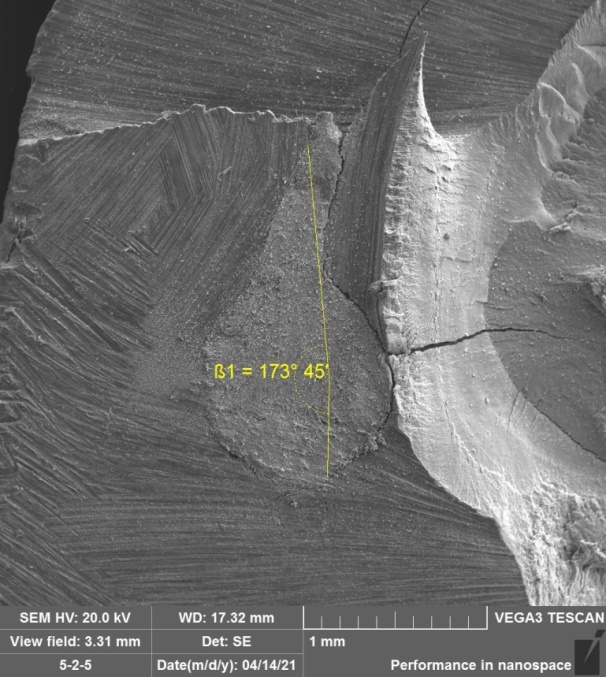 ß1 = 173° 45'
SEM HV: 20.0 kV
WD: 17.32 mm
VEGA3 TESCAN
View field: 3.31 mm
Det: SE
1 mm
5-2-5
Date(m/d/y): 04/14/21
Performance in nanospace